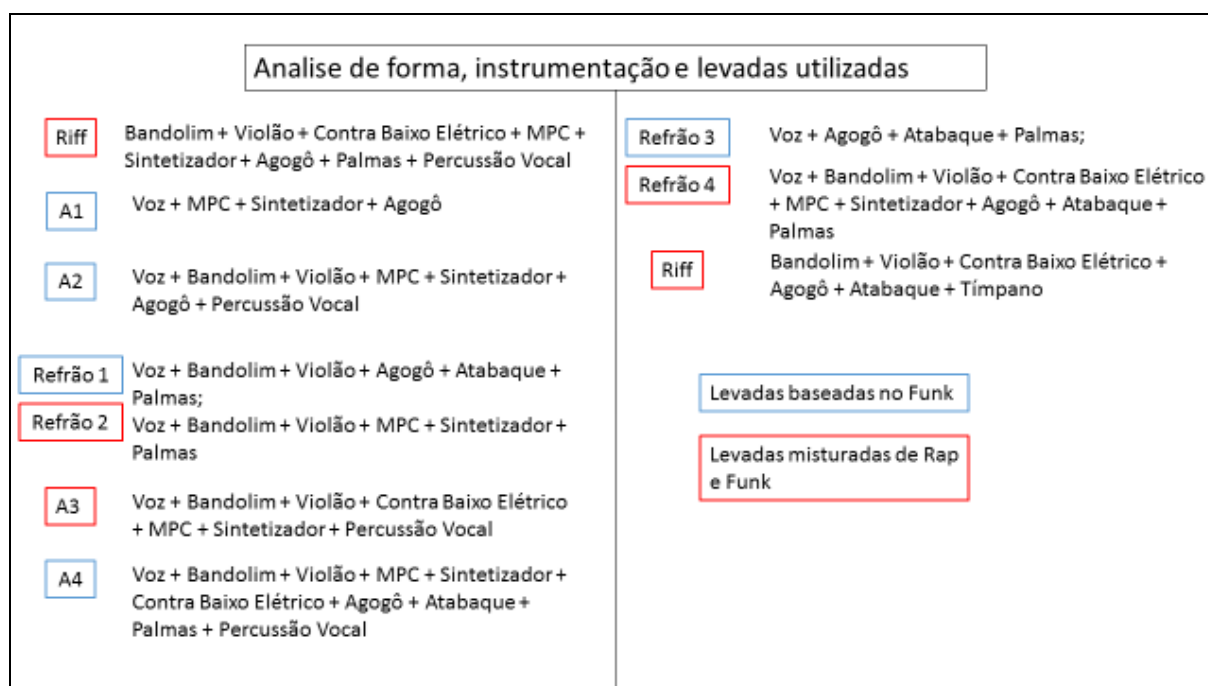 Analise de forma, instrumentação e levadas utilizadas
Riff
Bandolim + Violão + Contra Baixo Elétrico + MPC +
Sintetizador + Agogô + Palmas + Percussão Vocal
A1
Voz + MPC + Sintetizador + Agogô
A2
Voz + Bandolim + Violão + MPC + Sintetizador +
Agogô + Percussão Vocal
Refrão 1
Voz + Bandolim + Violão + Agogô + Atabaque +
Palmas;
Refrão 2
Voz + Bandolim + Violão + MPC + Sintetizador +
Palmas
A3
Voz + Bandolim + Violão + Contra Baixo Elétrico
+ MPC + Sintetizador + Percussão Vocal
A4
Voz + Bandolim + Violão + MPC + Sintetizador +
Contra Baixo Elétrico + Agogô + Atabaque +
Palmas + Percussão Vocal
Refrão 3
Voz + Agogô + Atabaque + Palmas;
Refrão 4
Voz + Bandolim + Violão + Contra Baixo Elétrico
+ MPC + Sintetizador + Agogô + Atabaque +
Palmas
Riff
Bandolim + Violão + Contra Baixo Elétrico +
Agogô + Atabaque + Tímpano
Levadas baseadas no Funk
Levadas misturadas de Rap
e Funk